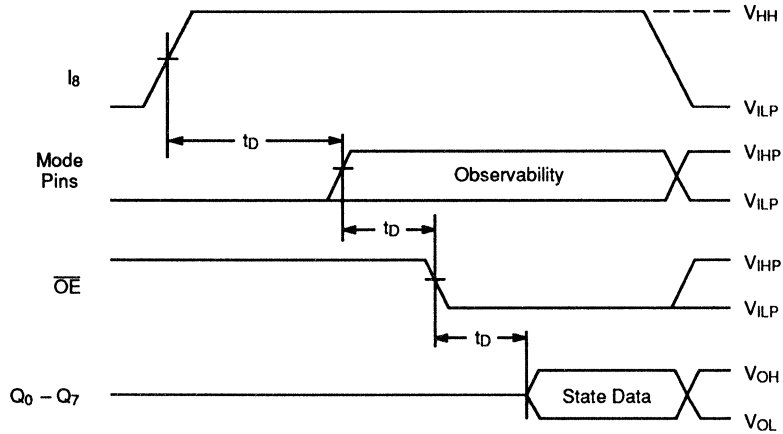 V_HH
I_8
V_ILP
t_D
Mode
Pins
Observability
V_IHP
V_ILP
t_D
O̅E̅
V_IHP
V_ILP
t_D
V_OH
Q_0 – Q_7
State Data
V_OL